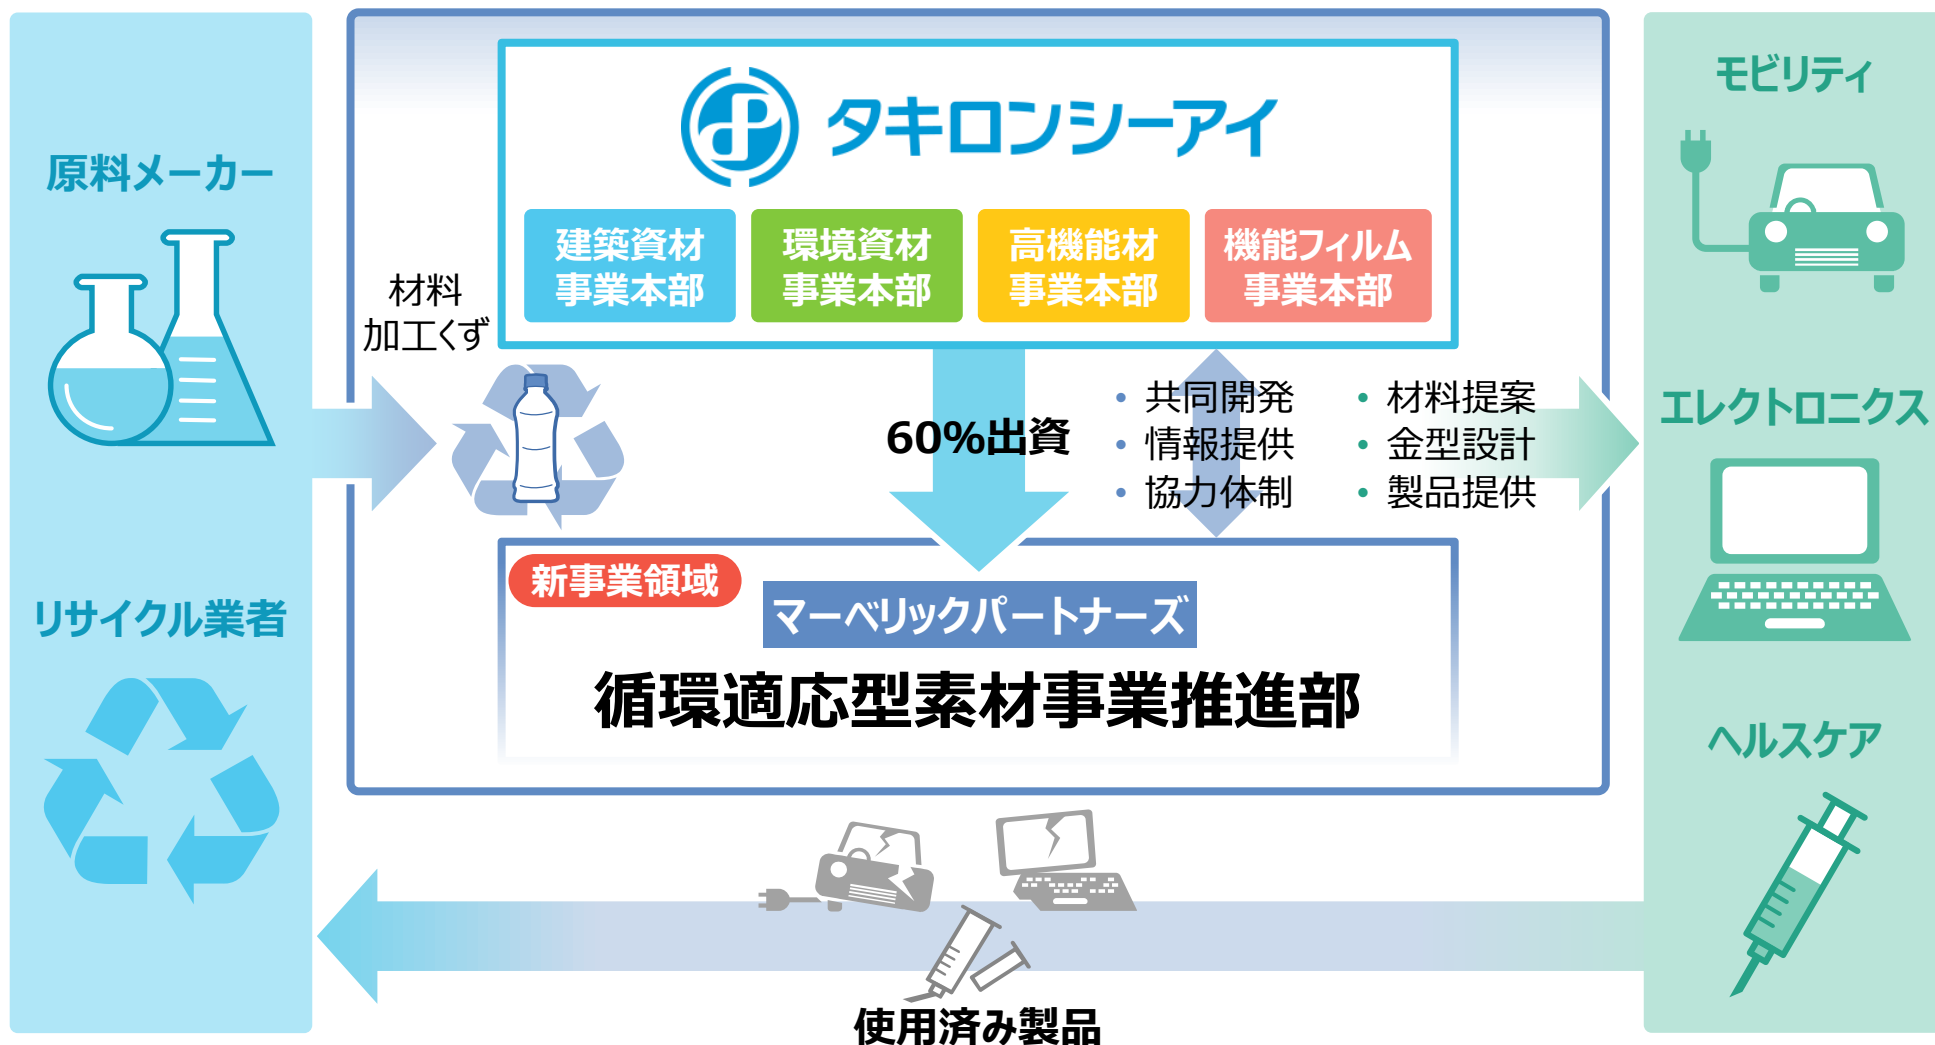 原料メーカー
リサイクル業者
材料
加工くず
タキロンシーアイ
建築資材
事業本部
環境資材
事業本部
高機能材
事業本部
機能フィルム
事業本部
60%出資
• 共同開発
• 情報提供
• 協力体制
• 材料提案
• 金型設計
• 製品提供
新事業領域
マーベリックパートナーズ
循環適応型素材事業推進部
モビリティ
エレクトロニクス
ヘルスケア
使用済み製品